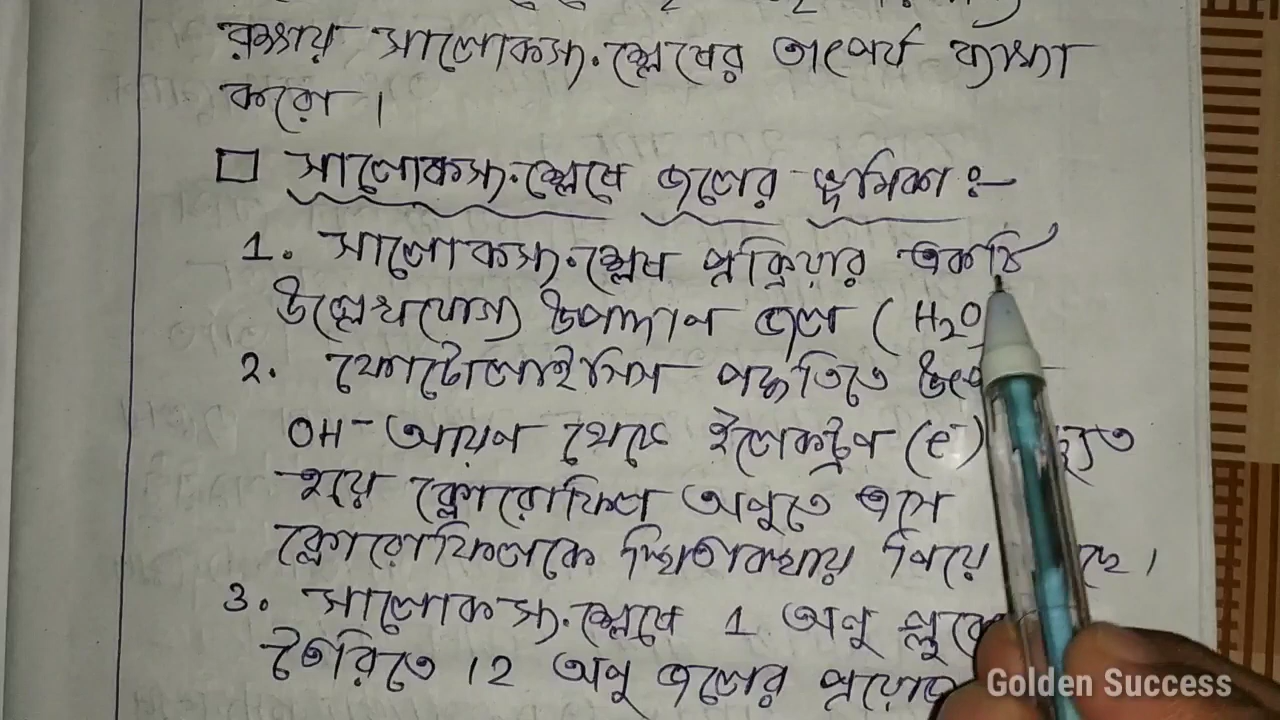 রক্ষায় সালোকসংশ্লেষের তাৎপর্য ব্যাখ্যা
করো।
সালোকসংশ্লেষে জলের ভূমিকা :-
1. সালোকসংশ্লেষ প্রক্রিয়ার একটি
উল্লেখযোগ্য উপাদান জল ( H₂O
2. ফোটোলাইসিস পদ্ধতিতে
OH⁻ আয়ন থেকে ইলেকট্রন (e⁻)
হয়ে ক্লোরোফিল অণুতে এসে
ক্লোরোফিলকে স্থিতাবস্থায় নিয়ে
3. সালোকসংশ্লেষে 1 অণু
তৈরিতে 12 অণু জলের
Golden Success